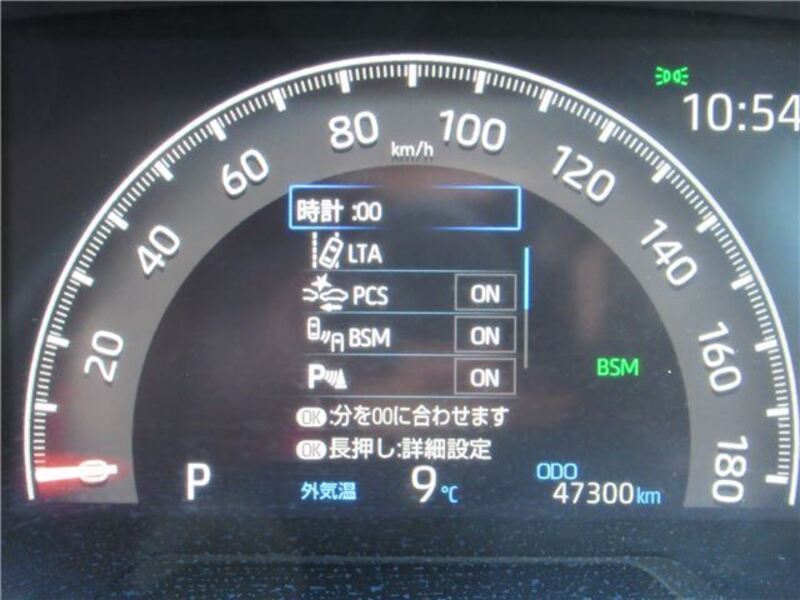 10:54
80
100
km/h
60
120
時計 :00
40
LTA
140
PCS ON
20
BSM ON
160
BSM
P ON
OK:分を00に合わせます
OK長押し:詳細設定
180
0
P
外気温 9℃
ODO
47300km